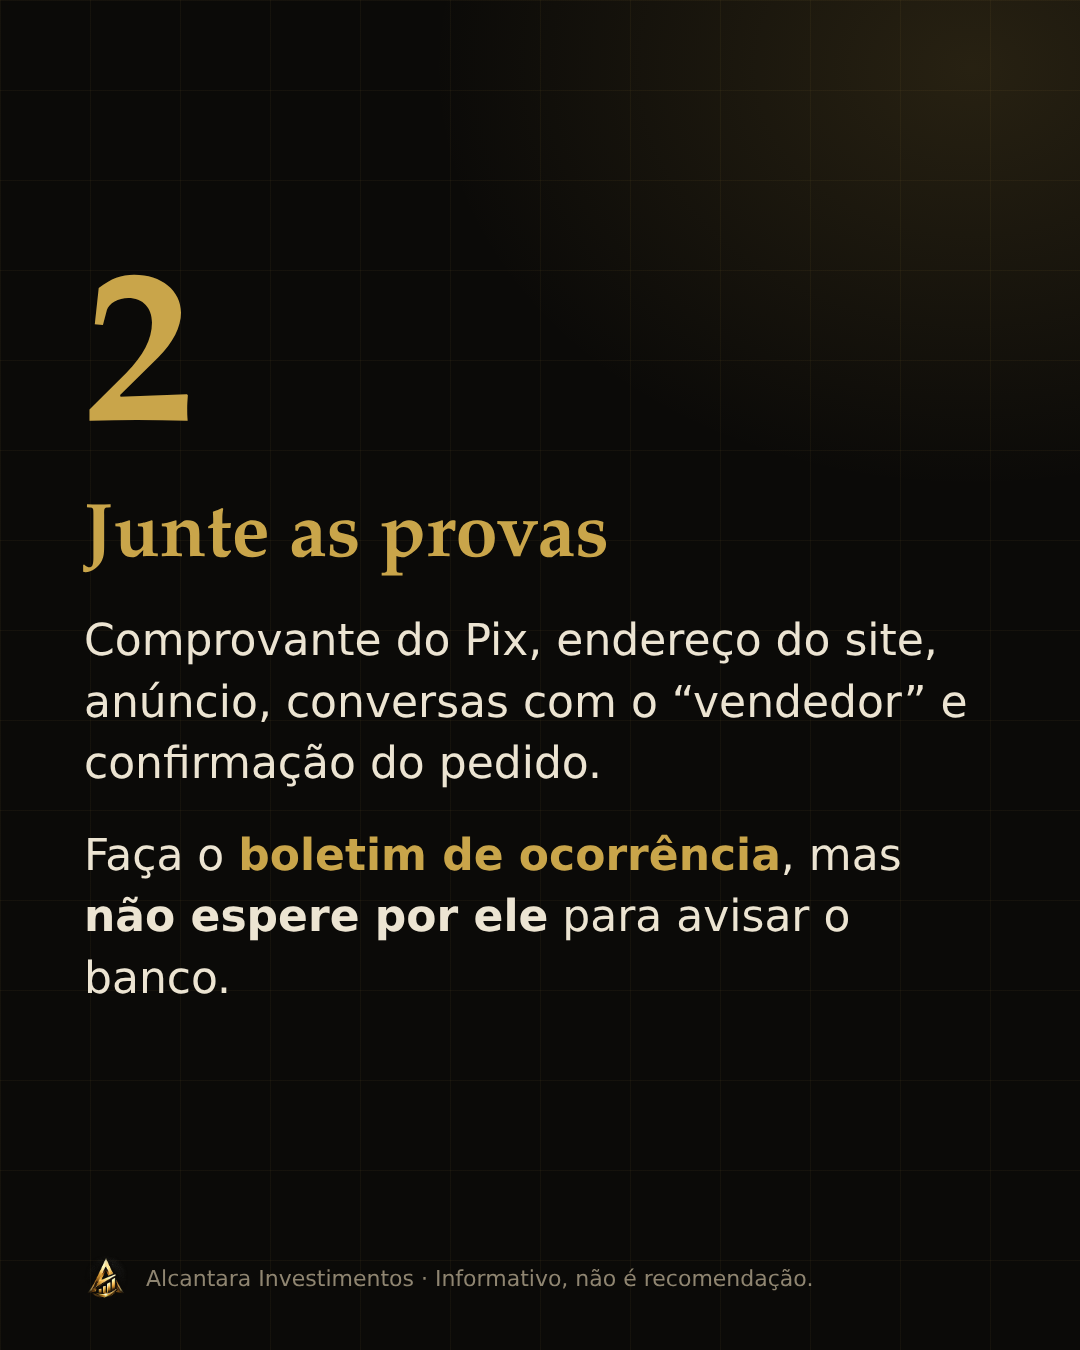 2
Junte as provas
Comprovante do Pix, endereço do site,
anúncio, conversas com o “vendedor” e
confirmação do pedido.
Faça o boletim de ocorrência, mas
não espere por ele para avisar o
banco.
Alcantara Investimentos · Informativo, não é recomendação.